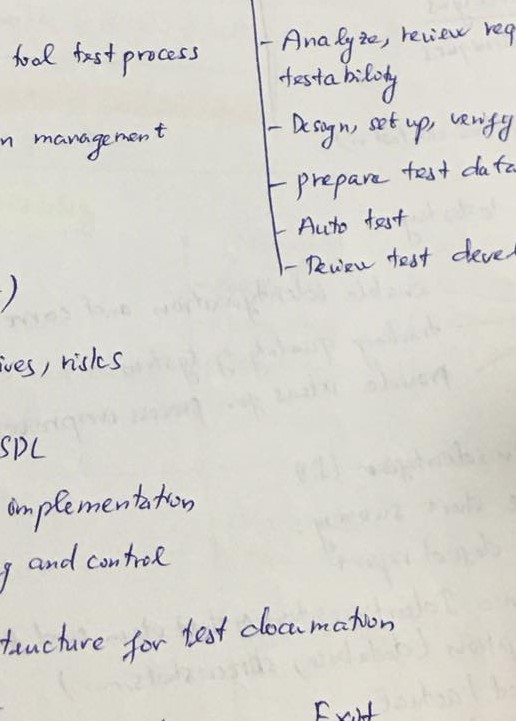 tool test process
n management
)
ives, risks
SDL
implementation
g and control
tructure for test documation
Exit
- Analyze, review req
testability
- Design, set up, verify
- prepare test data
- Auto test
- Review test deve